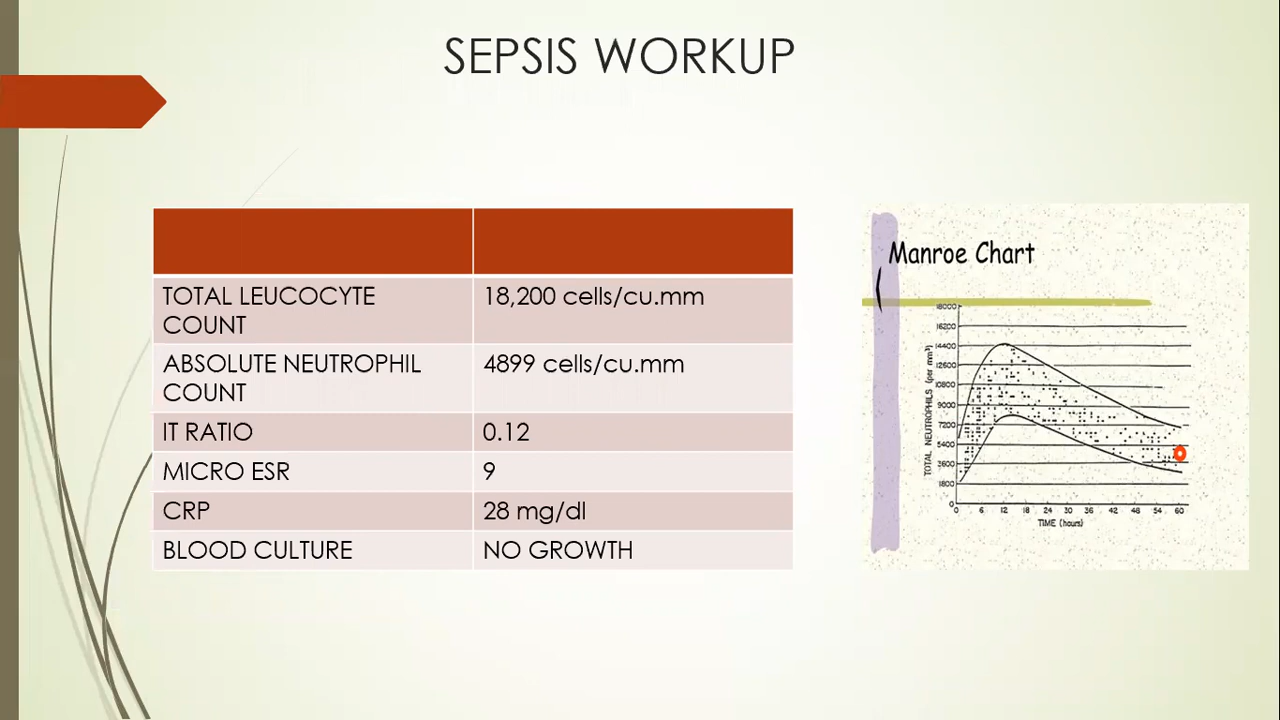 SEPSIS WORKUP
TOTAL LEUCOCYTE
COUNT
18,200 cells/cu.mm
ABSOLUTE NEUTROPHIL
COUNT
4899 cells/cu.mm
IT RATIO
0.12
MICRO ESR
9
CRP
28 mg/dl
BLOOD CULTURE
NO GROWTH
Manroe Chart
TOTAL NEUTROPHILS (per mm³)
18000
16200
14400
12600
10800
9000
7200
5400
3600
1800
0
0 6 12 18 24 30 36 42 48 54 60
TIME (hours)